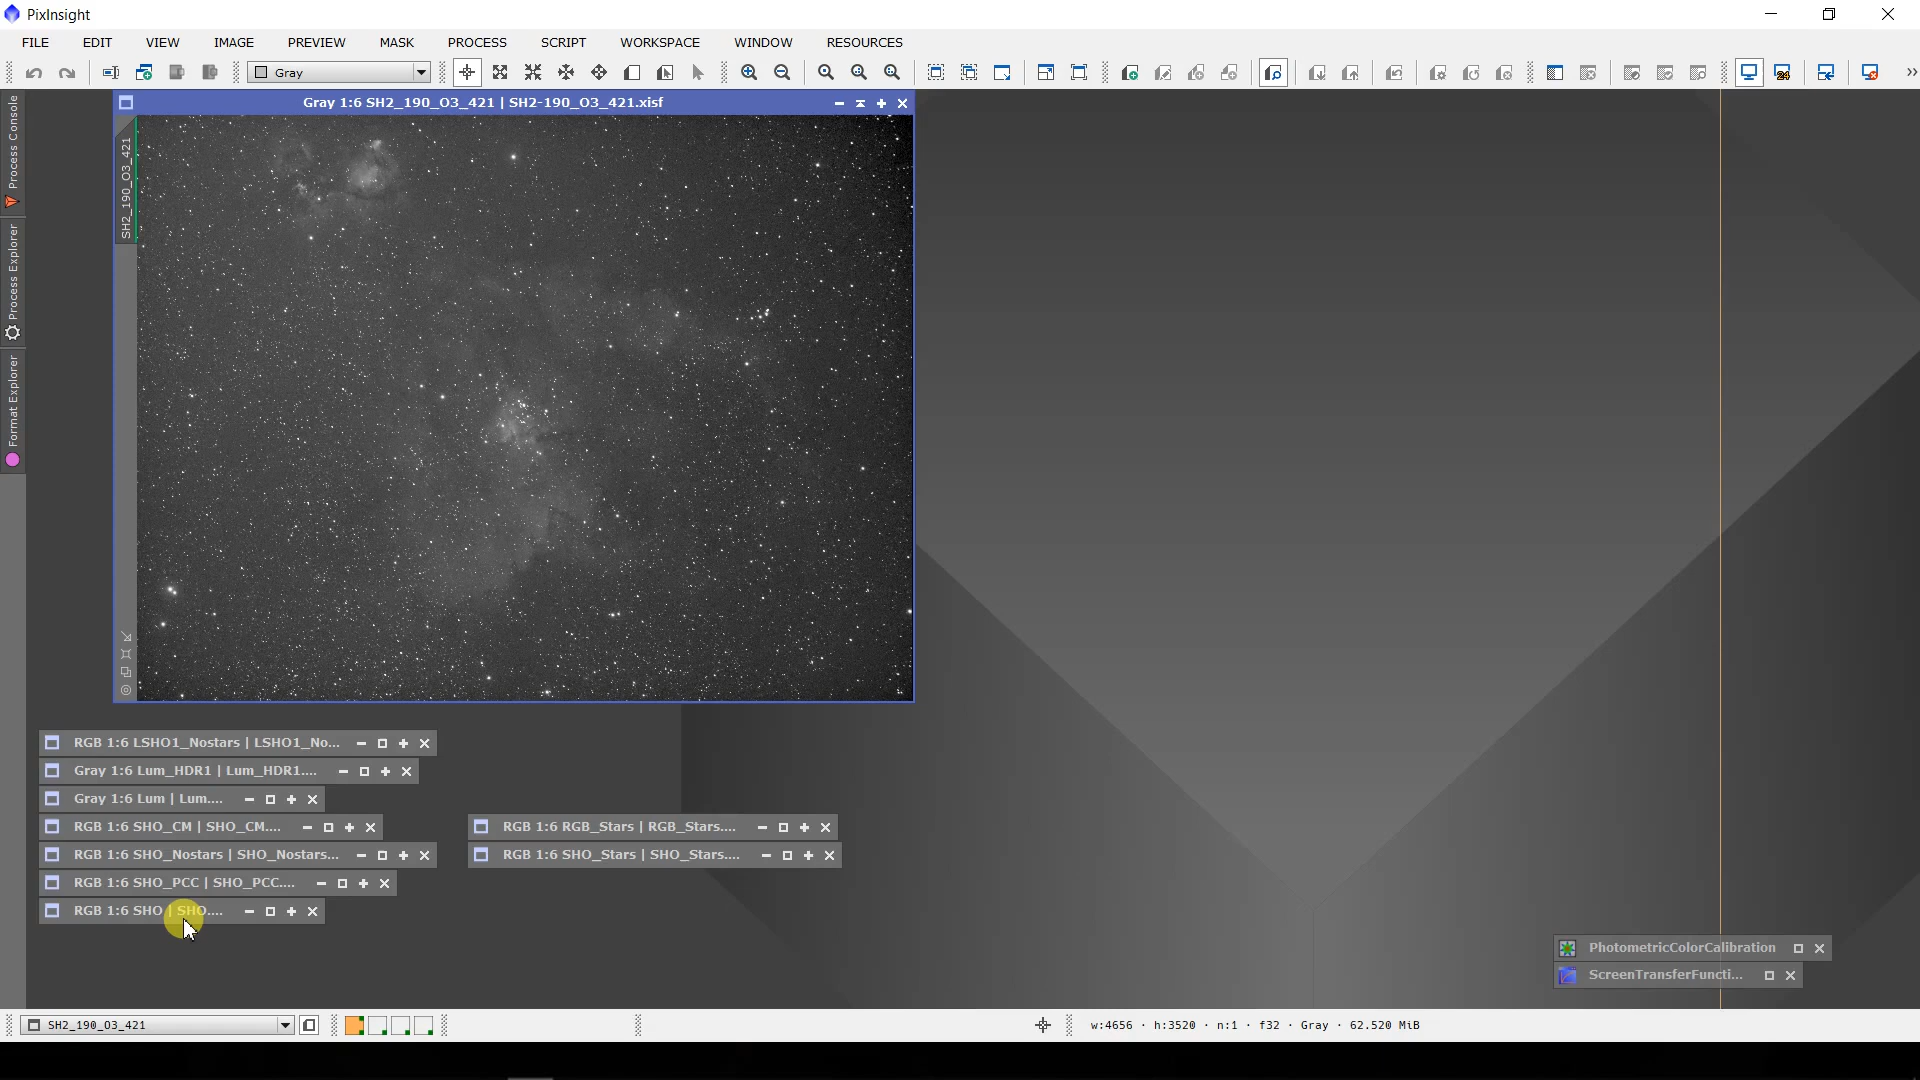 PixInsight
FILE EDIT VIEW IMAGE PREVIEW MASK PROCESS SCRIPT WORKSPACE WINDOW RESOURCES
Gray
24
Process Console
Process Explorer
Format Explorer
Gray 1:6 SH2_190_O3_421 | SH2-190_O3_421.xisf
SH2_190_O3_421
RGB 1:6 LSHO1_Nostars | LSHO1_No...
Gray 1:6 Lum_HDR1 | Lum_HDR1....
Gray 1:6 Lum | Lum....
RGB 1:6 SHO_CM | SHO_CM....
RGB 1:6 RGB_Stars | RGB_Stars....
RGB 1:6 SHO_Nostars | SHO_Nostars...
RGB 1:6 SHO_Stars | SHO_Stars....
RGB 1:6 SHO_PCC | SHO_PCC....
RGB 1:6 SHO | SHO....
PhotometricColorCalibration
ScreenTransferFuncti...
SH2_190_O3_421
w:4656 · h:3520 · n:1 · f32 · Gray · 62.520 MiB